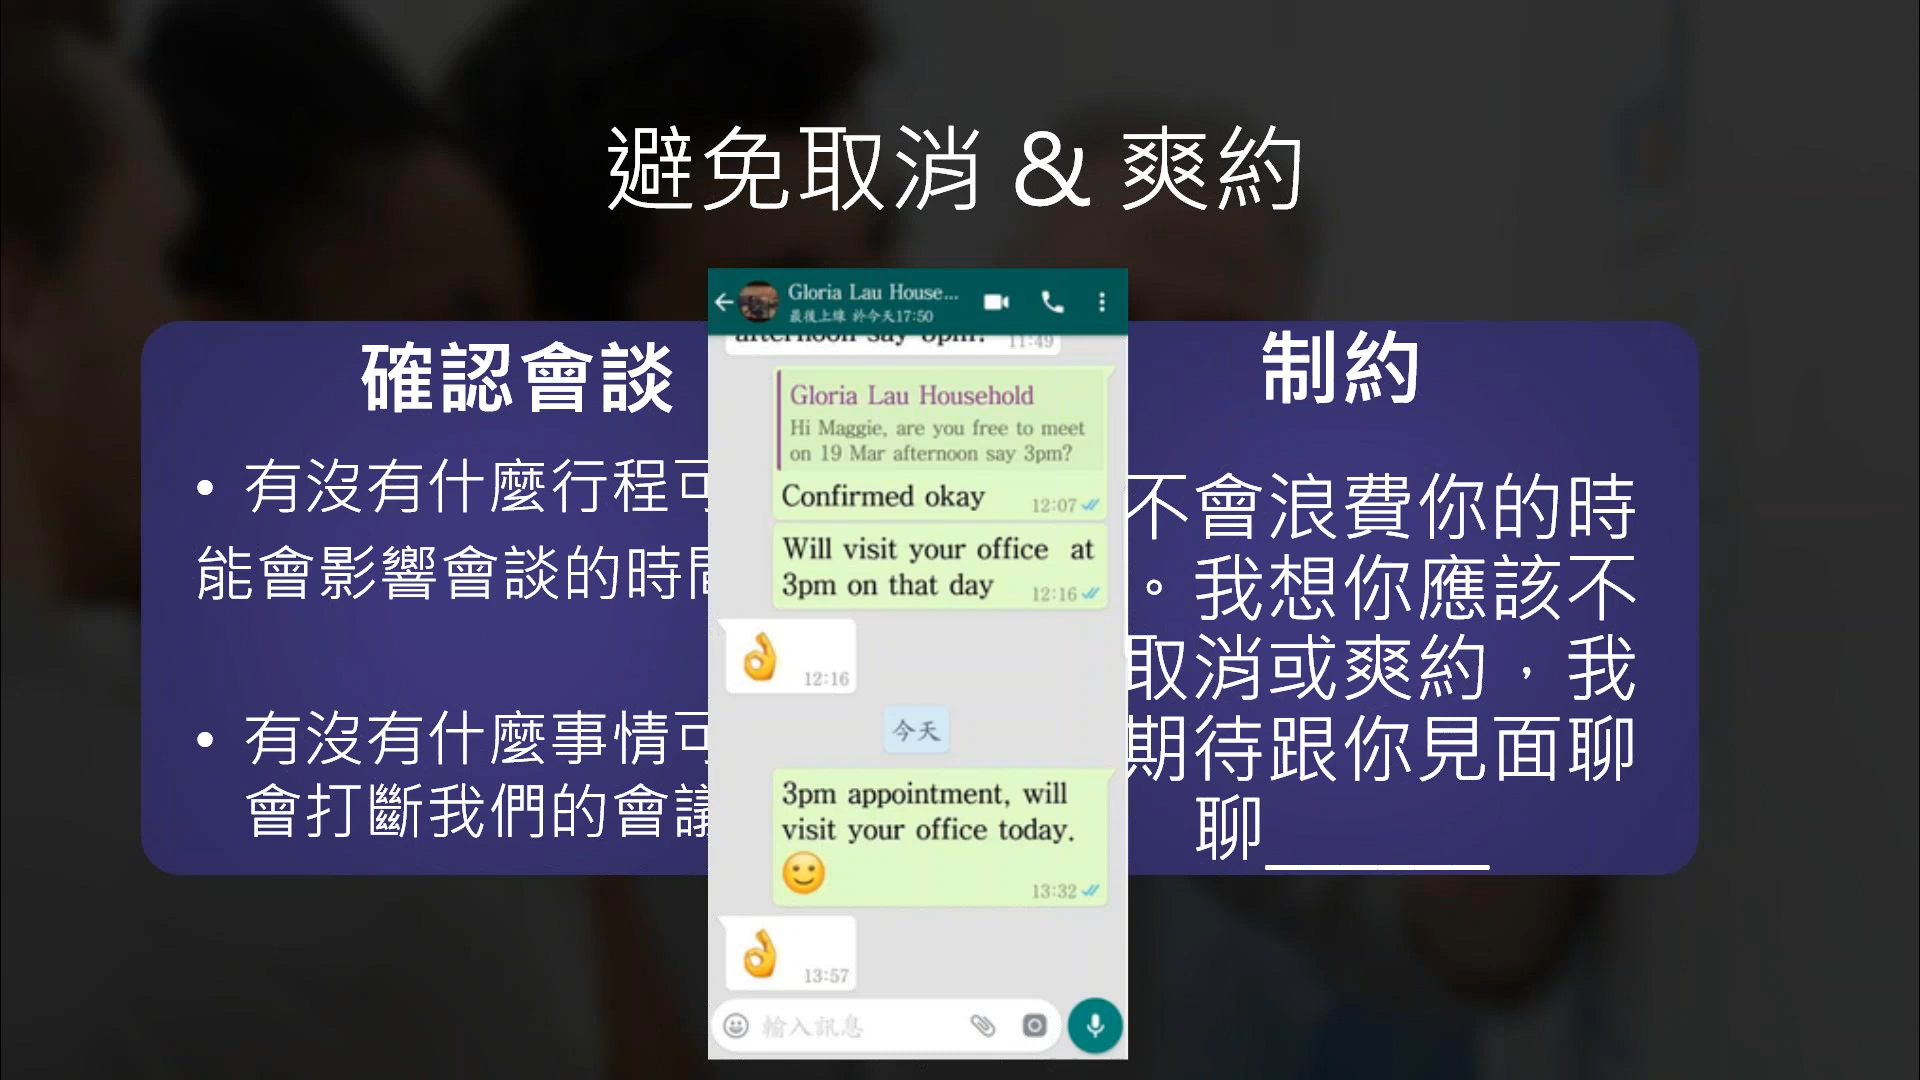 避免取消 & 爽約
確認會談
• 有沒有什麼行程
能會影響會談的時
• 有沒有什麼事情
會打斷我們的會
Gloria Lau House...
最後上線 於今天17:50
afternoon say 3pm? 11:49
Gloria Lau Household
Hi Maggie, are you free to meet
on 19 Mar afternoon say 3pm?
Confirmed okay 12:07
Will visit your office at
3pm on that day 12:16
👌 12:16
今天
3pm appointment, will
visit your office today.
🙂 13:32
👌 13:57
輸入訊息
制約
不會浪費你的時
。我想你應該不
取消或爽約，我
期待跟你見面聊
聊______